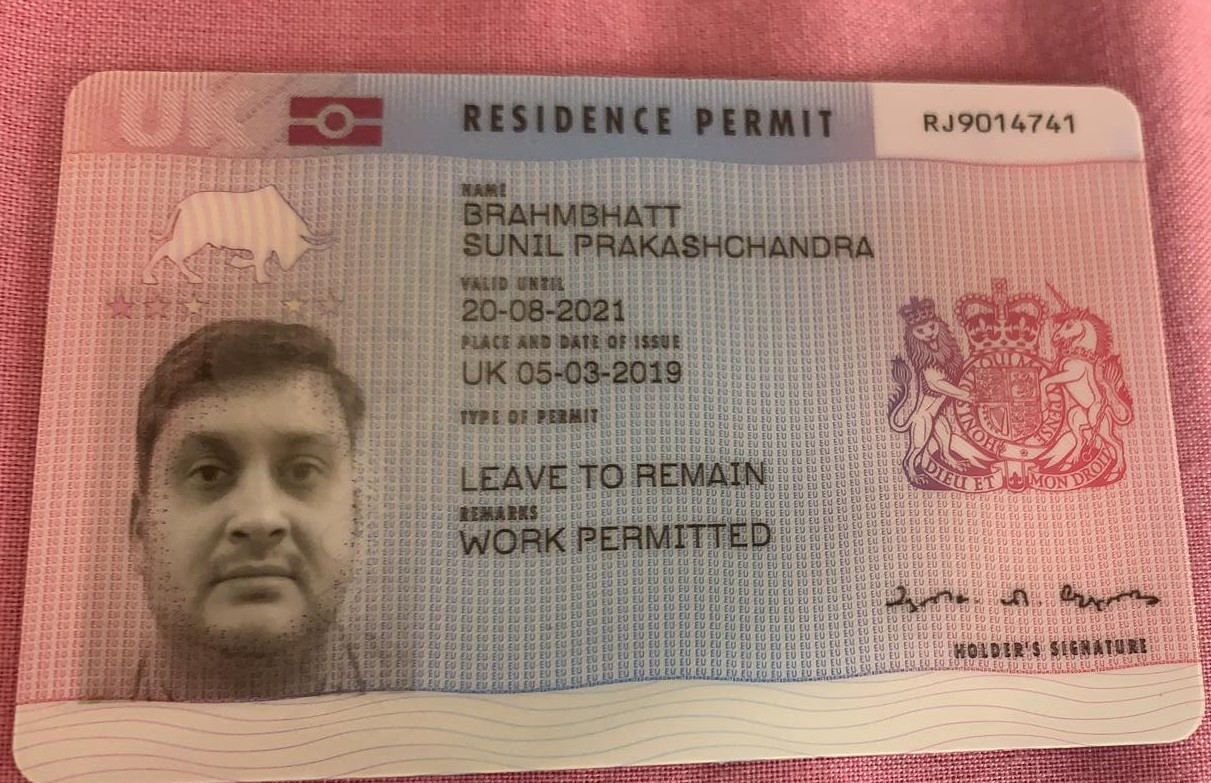 UK RESIDENCE PERMIT RJ9014741
NAME
BRAHMBHATT
SUNIL PRAKASHCHANDRA
VALID UNTIL
20-08-2021
PLACE AND DATE OF ISSUE
UK 05-03-2019
TYPE OF PERMIT
LEAVE TO REMAIN
REMARKS
WORK PERMITTED
DIEU ET MON DROIT
HOLDER'S SIGNATURE